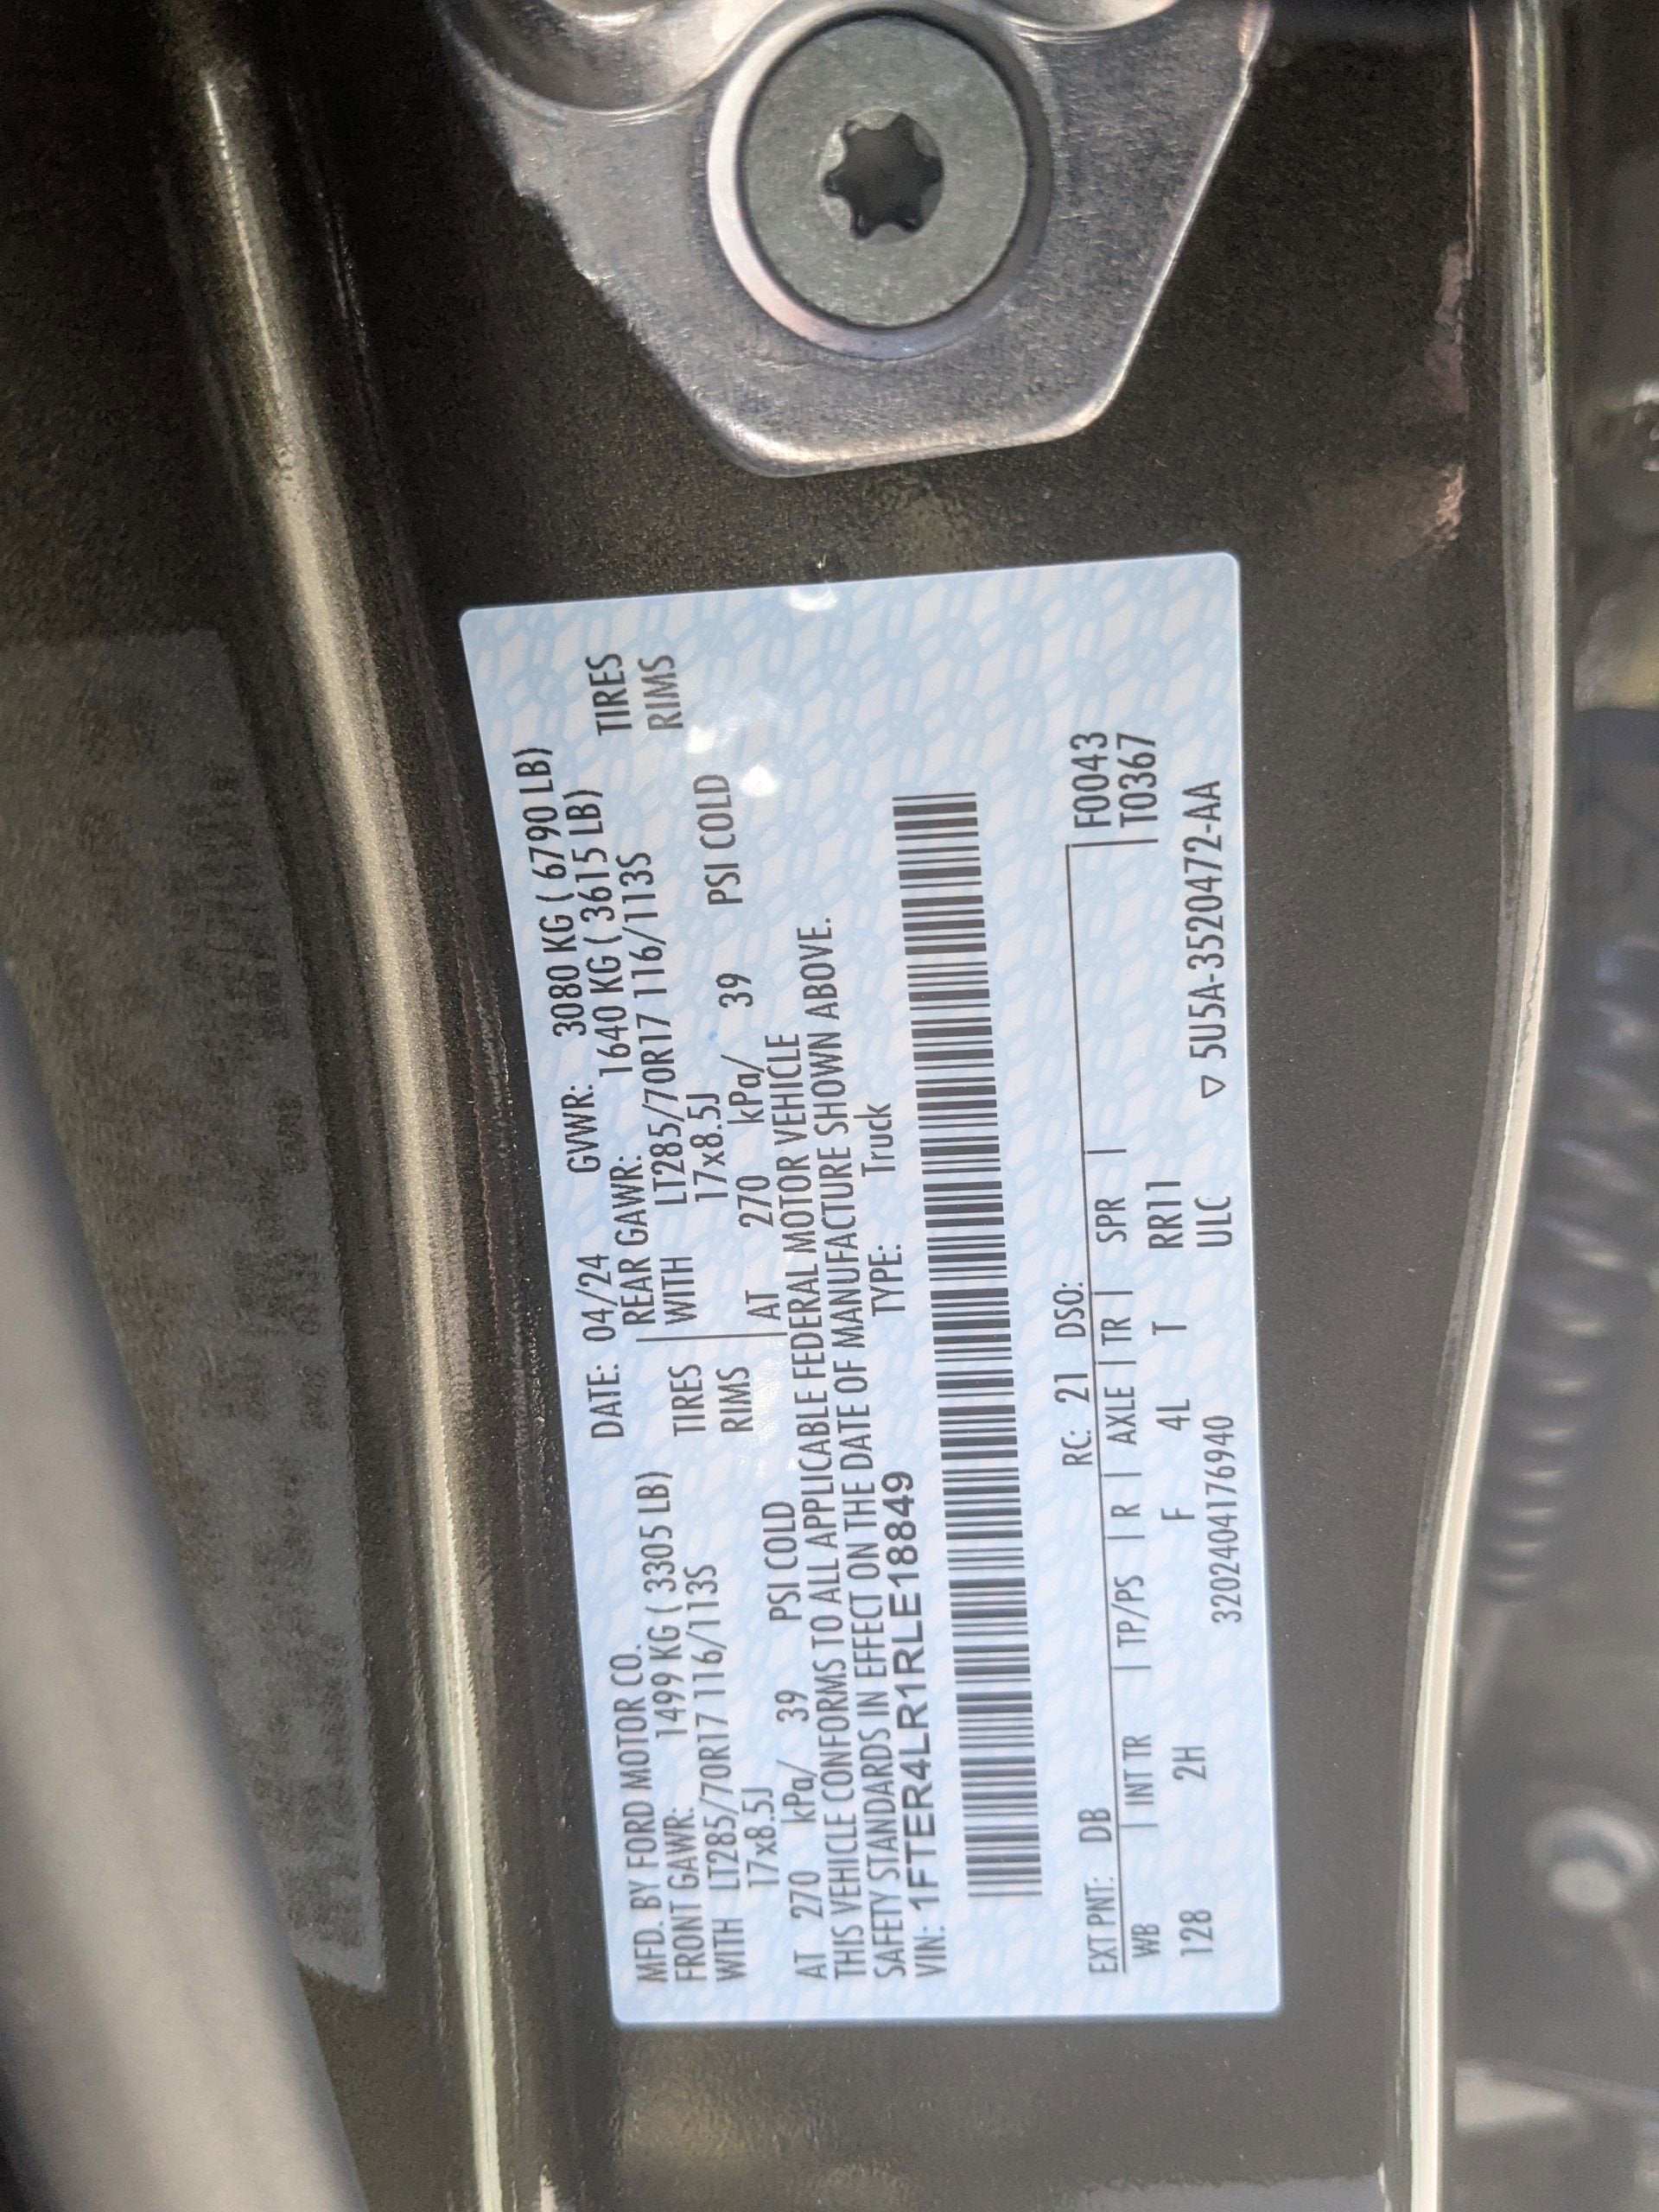 MFD. BY FORD MOTOR CO. DATE: 04/24 GVWR: 3080 KG ( 6790 LB)
FRONT GAWR: 1499 KG ( 3305 LB) REAR GAWR: 1640 KG ( 3615 LB)
WITH LT285/70R17 116/113S TIRES WITH LT285/70R17 116/113S TIRES
17x8.5J RIMS 17x8.5J RIMS
AT 270 kPa/ 39 PSI COLD AT 270 kPa/ 39 PSI COLD
THIS VEHICLE CONFORMS TO ALL APPLICABLE FEDERAL MOTOR VEHICLE
SAFETY STANDARDS IN EFFECT ON THE DATE OF MANUFACTURE SHOWN ABOVE.
VIN: 1FTER4LR1RLE18849 TYPE: Truck
EXT PNT: DB RC: 21 DSO: F0043
WB | INT TR | TP/PS | R | AXLE | TR | SPR | T0367
128 2H F 4L T RR11
3202404176940 ULC ▽ 5U5A-3520472-AA